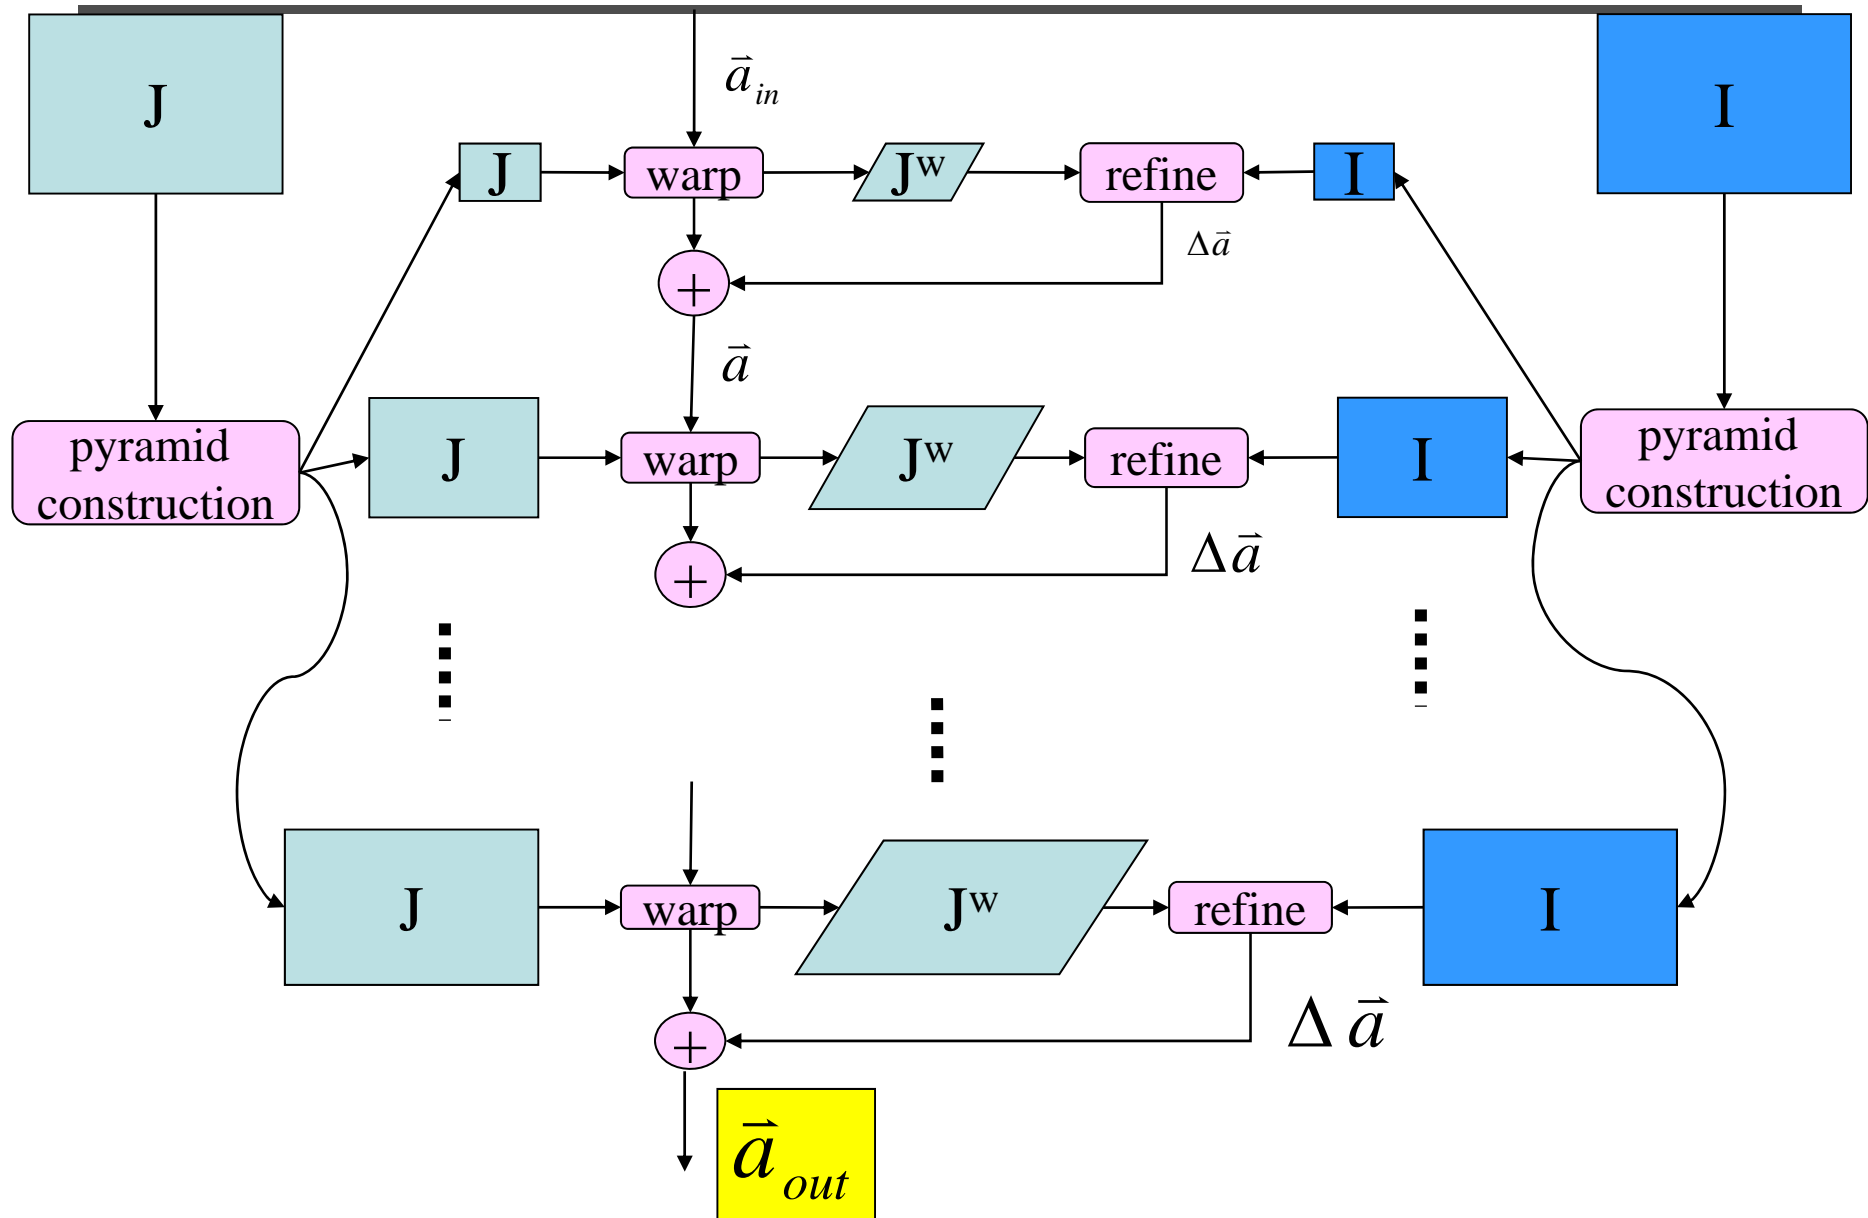 J
I
a⃗ in
J
warp
Jᵂ
refine
I
Δa⃗
+
a⃗
pyramid
construction
J
warp
Jᵂ
refine
I
pyramid
construction
+
Δa⃗
J
warp
Jᵂ
refine
I
+
Δ a⃗
a⃗ out